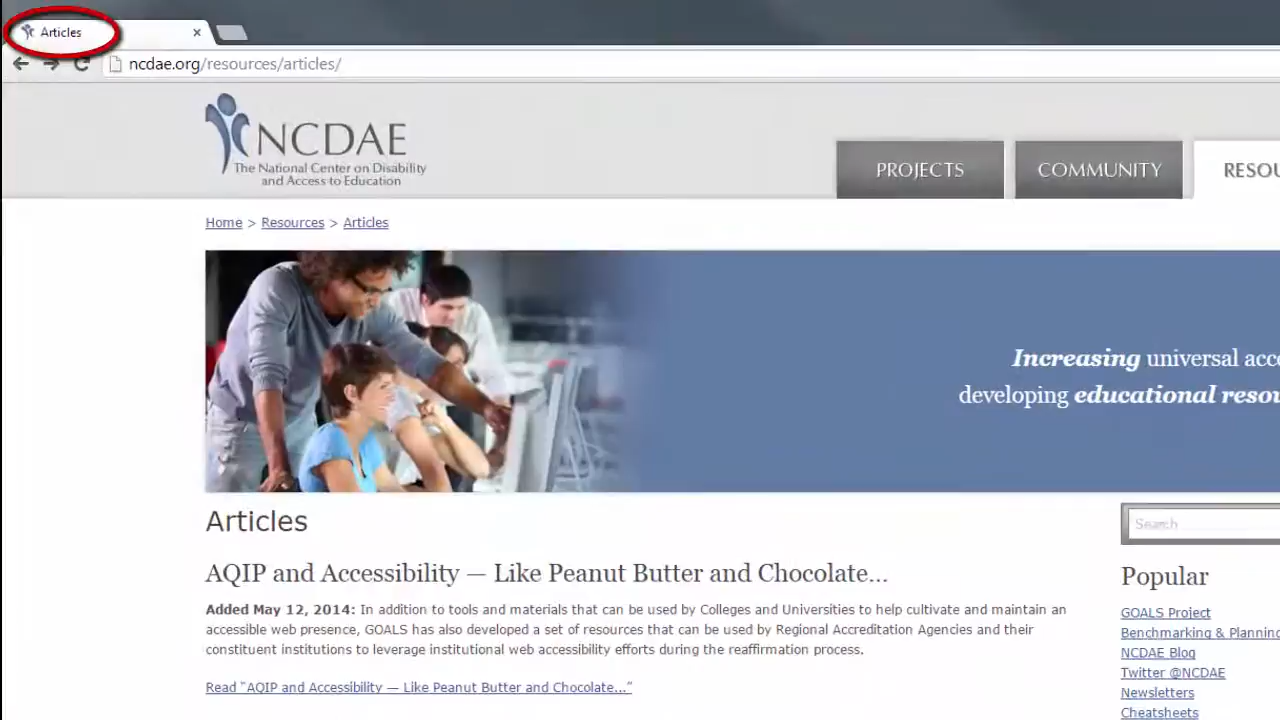 Articles
ncdae.org/resources/articles/
NCDAE
The National Center on Disability
and Access to Education
PROJECTS
COMMUNITY
RESOU
Home > Resources > Articles
Increasing universal acce
developing educational resou
Articles
Search
AQIP and Accessibility — Like Peanut Butter and Chocolate...
Popular
Added May 12, 2014: In addition to tools and materials that can be used by Colleges and Universities to help cultivate and maintain an
accessible web presence, GOALS has also developed a set of resources that can be used by Regional Accreditation Agencies and their
constituent institutions to leverage institutional web accessibility efforts during the reaffirmation process.
Read “AQIP and Accessibility — Like Peanut Butter and Chocolate...”
GOALS Project
Benchmarking & Planning
NCDAE Blog
Twitter @NCDAE
Newsletters
Cheatsheets